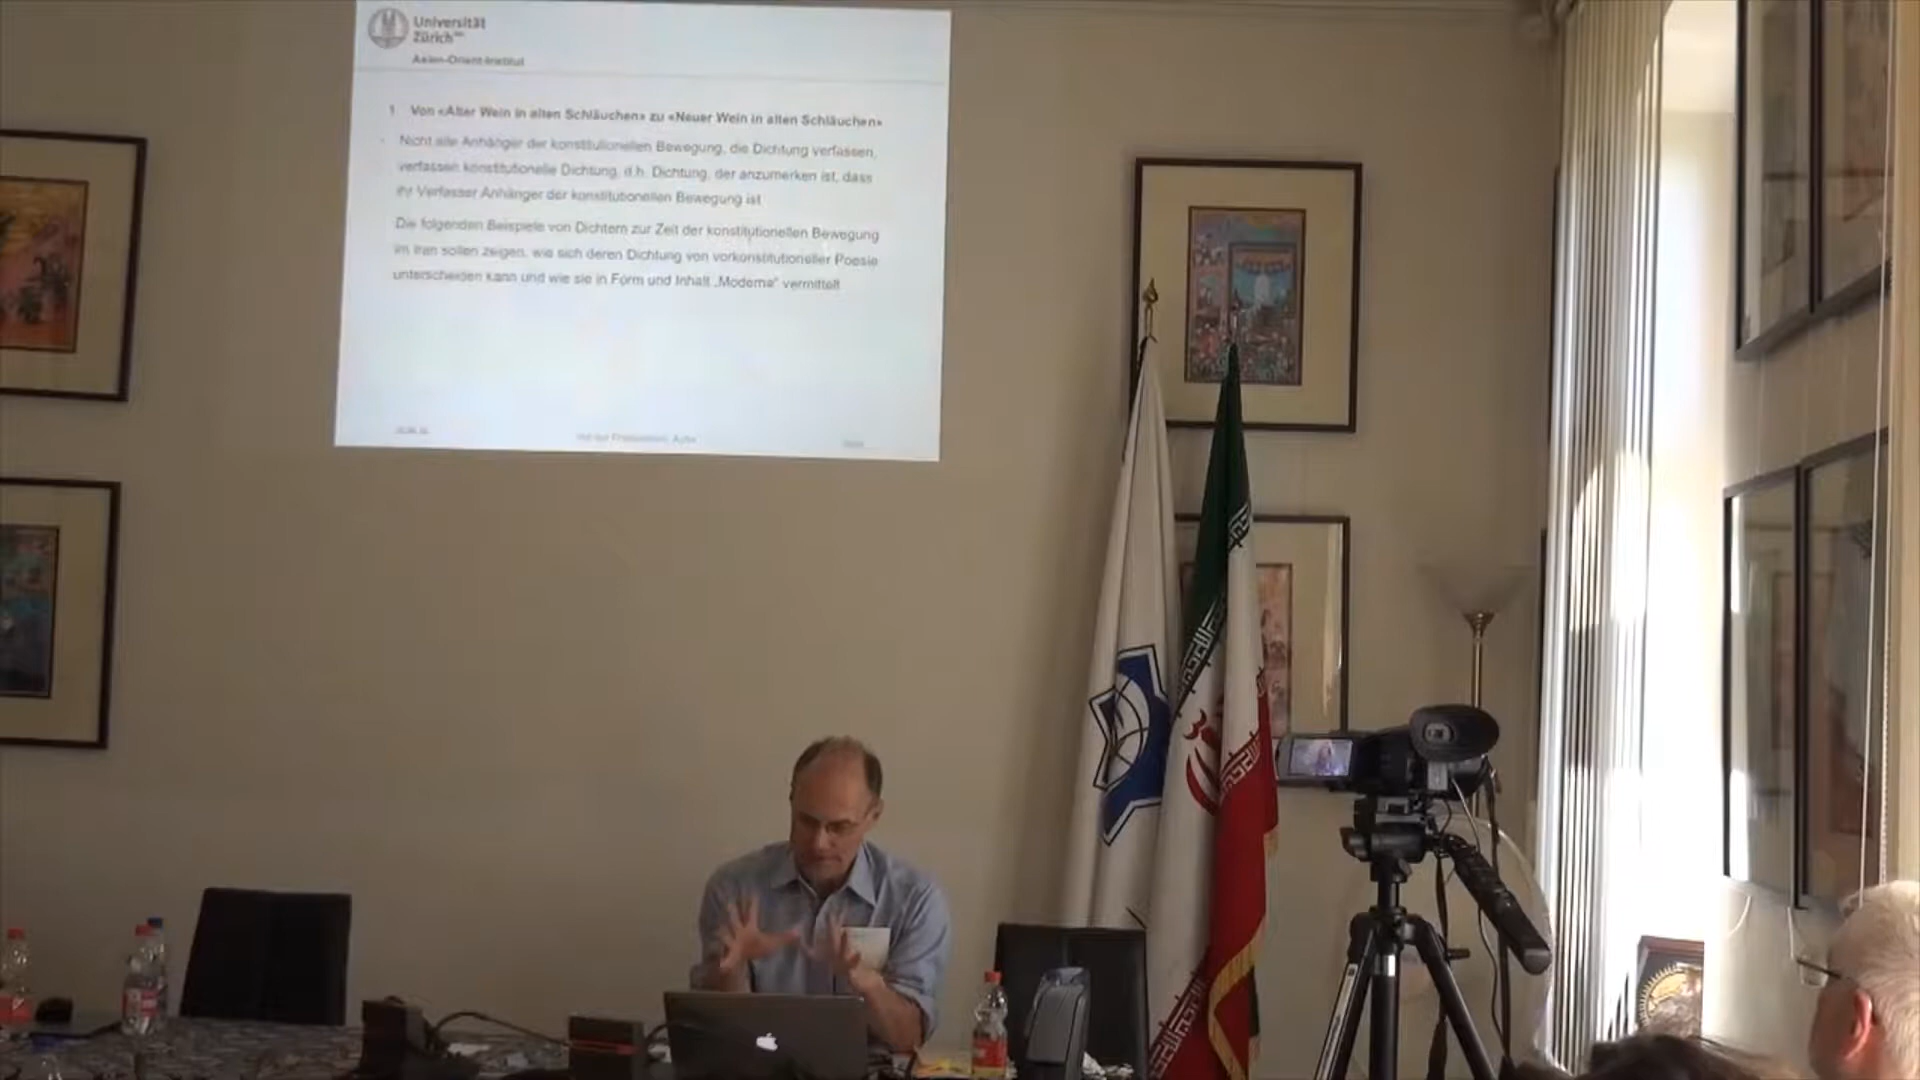 Universität
Zürich
Asien-Orient-Institut
1 Von «Alter Wein in alten Schläuchen» zu «Neuer Wein in alten Schläuchen»
Nicht alle Anhänger der konstitutionellen Bewegung, die Dichtung verfassen,
verfassen konstitutionelle Dichtung, d.h. Dichtung, der anzumerken ist, dass
ihr Verfasser Anhänger der konstitutionellen Bewegung ist
Die folgenden Beispiele von Dichtern zur Zeit der konstitutionellen Bewegung
im Iran sollen zeigen, wie sich deren Dichtung von vorkonstitutioneller Poesie
unterscheiden kann und wie sie in Form und Inhalt „Moderne“ vermittelt